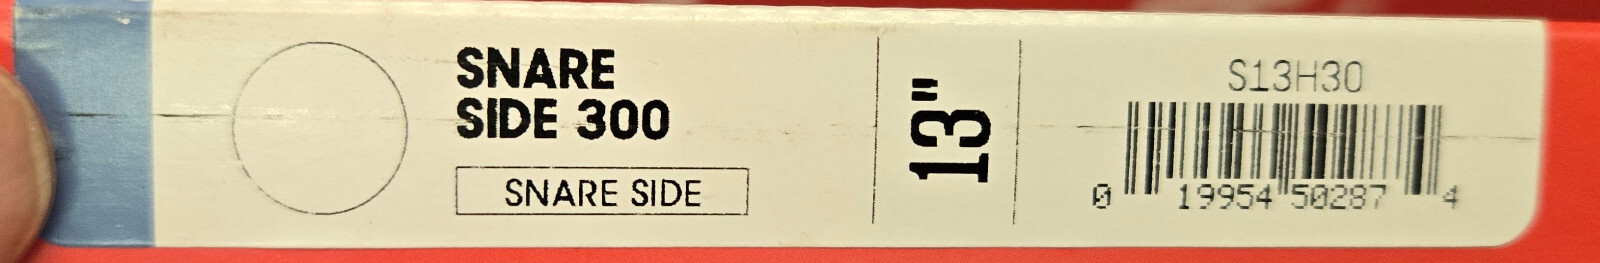 SNARE
SIDE 300
SNARE SIDE
13"
S13H30
0 19954 50287 4